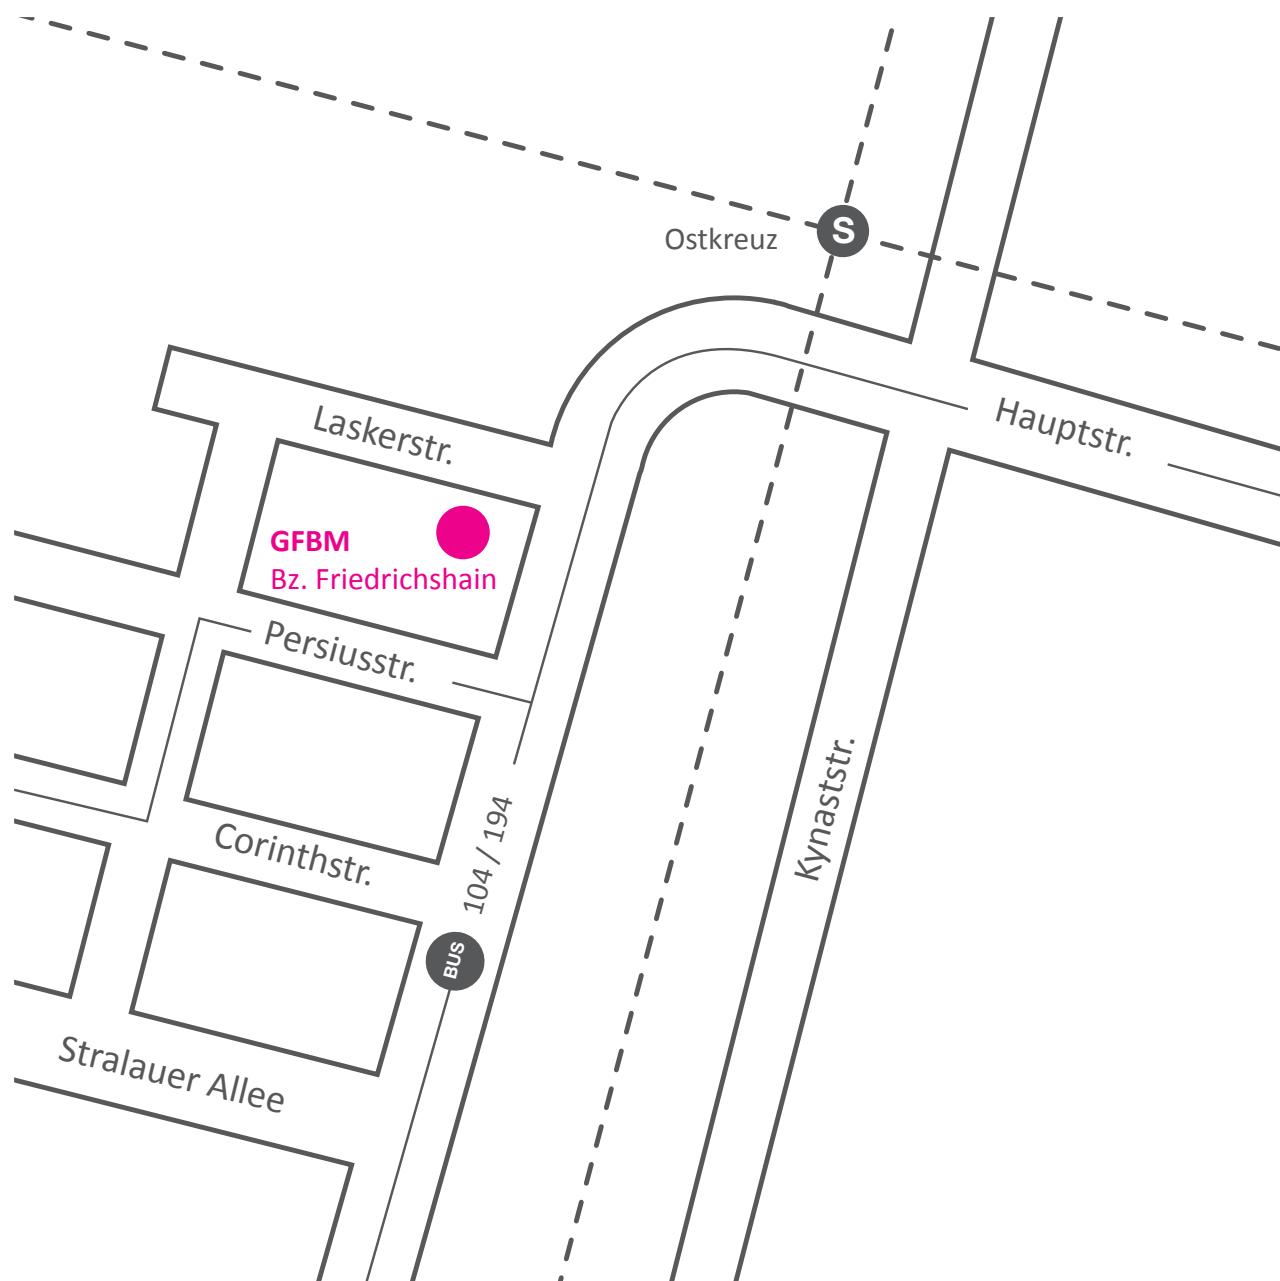 S
Ostkreuz
Hauptstr.
Laskerstr.
GFBM
Bz. Friedrichshain
Persiusstr.
Kynaststr.
104 / 194
Corinthstr.
BUS
Stralauer Allee